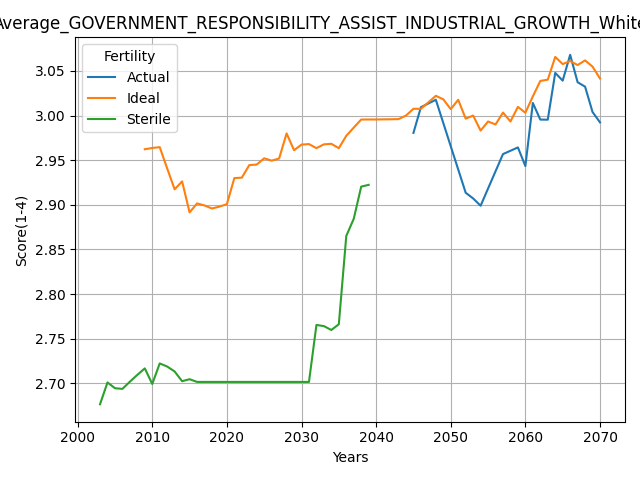 Average_GOVERNMENT_RESPONSIBILITY_ASSIST_INDUSTRIAL_GROWTH_White
Fertility
Actual
Ideal
Sterile
Score(1-4)
3.05
3.00
2.95
2.90
2.85
2.80
2.75
2.70
2000 2010 2020 2030 2040 2050 2060 2070
Years